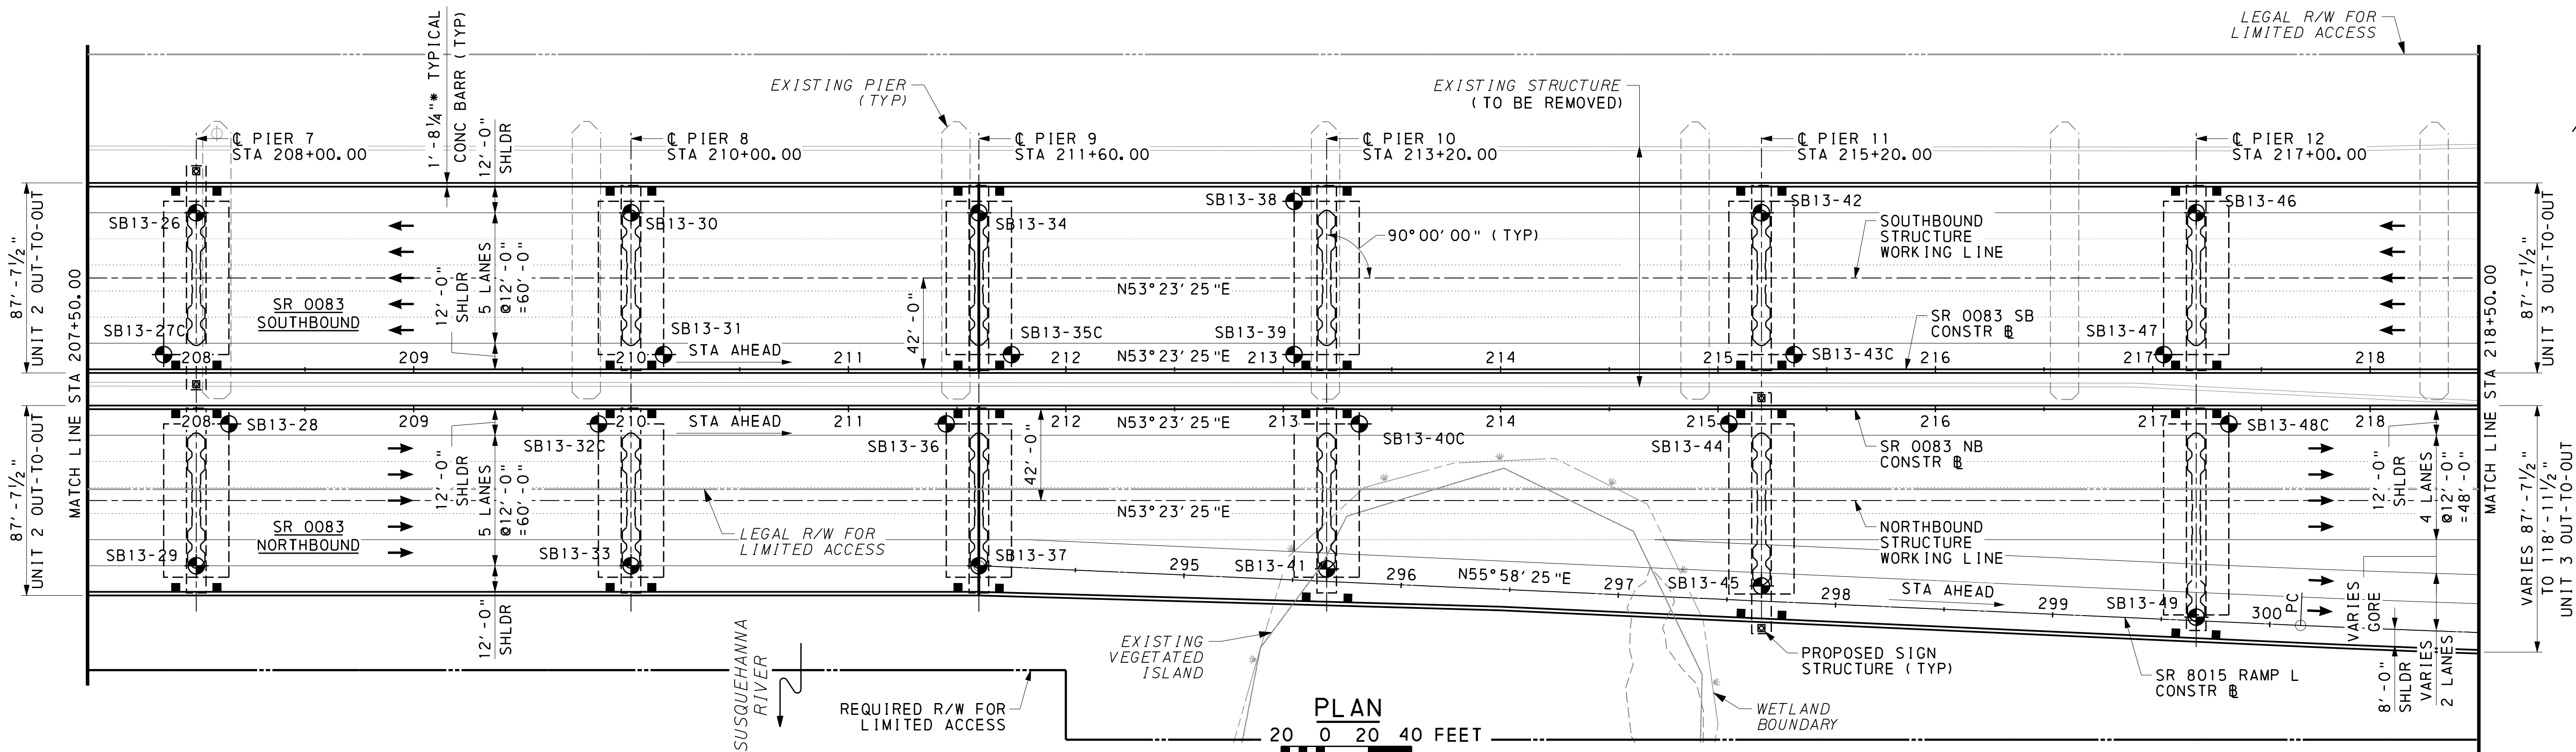 LEGAL R/W FOR
LIMITED ACCESS
1'-8¼"* TYPICAL
CONC BARR (TYP)
12'-0"
SHLDR
EXISTING PIER
(TYP)
EXISTING STRUCTURE
(TO BE REMOVED)
℄ PIER 7
STA 208+00.00
℄ PIER 8
STA 210+00.00
℄ PIER 9
STA 211+60.00
℄ PIER 10
STA 213+20.00
℄ PIER 11
STA 215+20.00
℄ PIER 12
STA 217+00.00
87'-7½"
UNIT 2 OUT-TO-OUT
MATCH LINE STA 207+50.00
SB13-26
SB13-30
SB13-34
SB13-38
SB13-42
SB13-46
90°00'00" (TYP)
SOUTHBOUND
STRUCTURE
WORKING LINE
5 LANES
@12'-0"
=60'-0"
12'-0"
SHLDR
SR 0083
SOUTHBOUND
N53°23'25"E
42'-0"
SB13-27C
SB13-31
SB13-35C
SB13-39
SB13-43C
SB13-47
SR 0083 SB
CONSTR ⅊
208
209
210
STA AHEAD
211
212
N53°23'25"E
213
214
215
216
217
218
MATCH LINE STA 218+50.00
87'-7½"
UNIT 3 OUT-TO-OUT
208
209
210
STA AHEAD
211
212
N53°23'25"E
213
214
215
216
217
218
SB13-28
SB13-32C
SB13-36
SB13-40C
SB13-44
SB13-48C
SR 0083 NB
CONSTR ⅊
87'-7½"
UNIT 2 OUT-TO-OUT
12'-0"
SHLDR
5 LANES
@12'-0"
=60'-0"
42'-0"
12'-0"
SHLDR
4 LANES
@12'-0"
=48'-0"
SR 0083
NORTHBOUND
LEGAL R/W FOR
LIMITED ACCESS
N53°23'25"E
NORTHBOUND
STRUCTURE
WORKING LINE
SB13-29
SB13-33
SB13-37
SB13-41
SB13-45
SB13-49
295
296
N55°58'25"E
297
298
STA AHEAD
299
300
PC
VARIES
GORE
VARIES 87'-7½"
TO 118'-11½"
UNIT 3 OUT-TO-OUT
12'-0"
SHLDR
8'-0"
SHLDR
VARIES
2 LANES
SUSQUEHANNA
RIVER
EXISTING
VEGETATED
ISLAND
PROPOSED SIGN
STRUCTURE (TYP)
SR 8015 RAMP L
CONSTR ⅊
REQUIRED R/W FOR
LIMITED ACCESS
WETLAND
BOUNDARY
PLAN
20 0 20 40 FEET